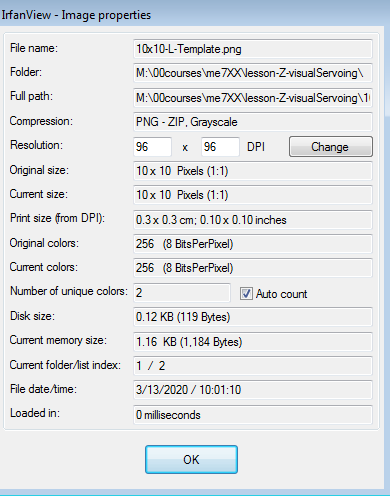 IrfanView - Image properties
File name: 10x10-L-Template.png
Folder: M:\00courses\me7XX\lesson-Z-visualServoing\
Full path: M:\00courses\me7XX\lesson-Z-visualServoing\10
Compression: PNG - ZIP, Grayscale
Resolution: 96 x 96 DPI Change
Original size: 10 x 10 Pixels (1:1)
Current size: 10 x 10 Pixels (1:1)
Print size (from DPI): 0.3 x 0.3 cm; 0.10 x 0.10 inches
Original colors: 256 (8 BitsPerPixel)
Current colors: 256 (8 BitsPerPixel)
Number of unique colors: 2 Auto count
Disk size: 0.12 KB (119 Bytes)
Current memory size: 1.16 KB (1,184 Bytes)
Current folder/list index: 1 / 2
File date/time: 3/13/2020 / 10:01:10
Loaded in: 0 milliseconds
OK